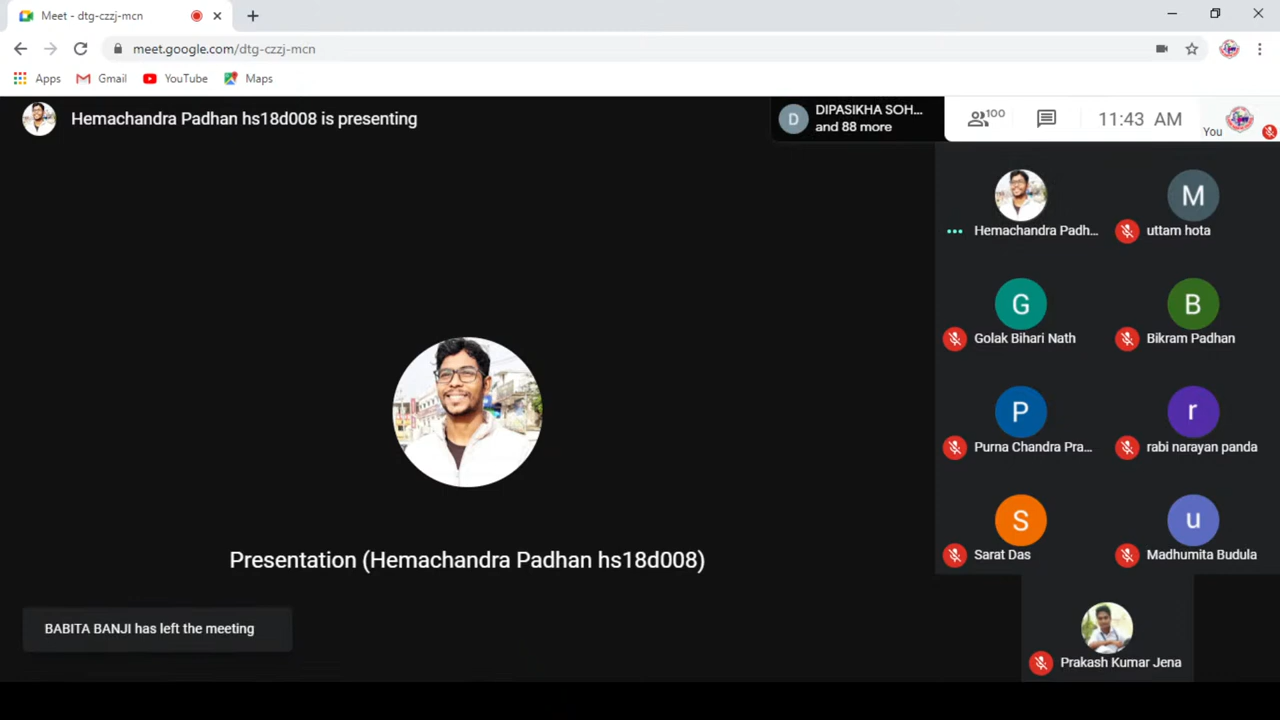 Meet - dtg-czzj-mcn
meet.google.com/dtg-czzj-mcn
Apps
Gmail
YouTube
Maps
Hemachandra Padhan hs18d008 is presenting
D
DIPASIKHA SOH...
and 88 more
100
11:43 AM
You
Hemachandra Padh...
M
uttam hota
G
Golak Bihari Nath
B
Bikram Padhan
P
Purna Chandra Pra...
r
rabi narayan panda
S
Sarat Das
u
Madhumita Budula
Presentation (Hemachandra Padhan hs18d008)
BABITA BANJI has left the meeting
Prakash Kumar Jena